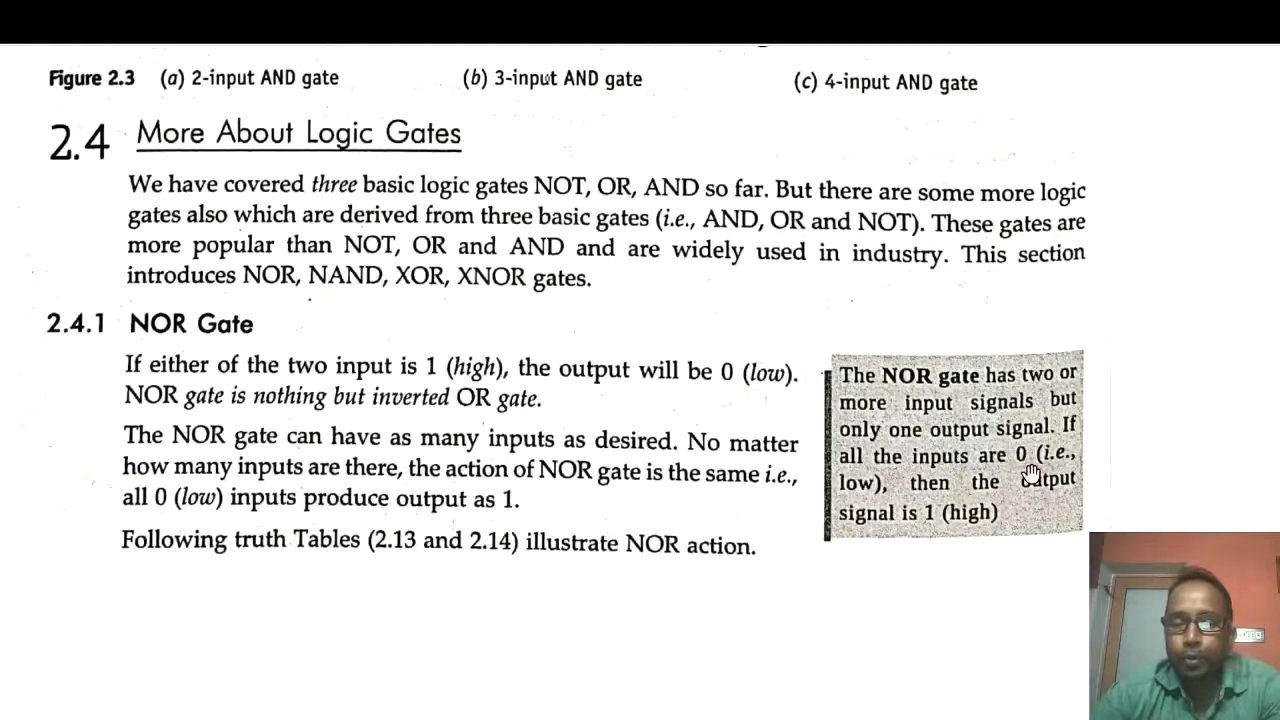 Figure 2.3 (a) 2-input AND gate (b) 3-input AND gate (c) 4-input AND gate
2.4 More About Logic Gates
We have covered three basic logic gates NOT, OR, AND so far. But there are some more logic
gates also which are derived from three basic gates (i.e., AND, OR and NOT). These gates are
more popular than NOT, OR and AND and are widely used in industry. This section
introduces NOR, NAND, XOR, XNOR gates.
2.4.1 NOR Gate
If either of the two input is 1 (high), the output will be 0 (low).
NOR gate is nothing but inverted OR gate.
The NOR gate can have as many inputs as desired. No matter
how many inputs are there, the action of NOR gate is the same i.e.,
all 0 (low) inputs produce output as 1.
Following truth Tables (2.13 and 2.14) illustrate NOR action.
The NOR gate has two or
more input signals but
only one output signal. If
all the inputs are 0 (i.e.,
low), then the output
signal is 1 (high)